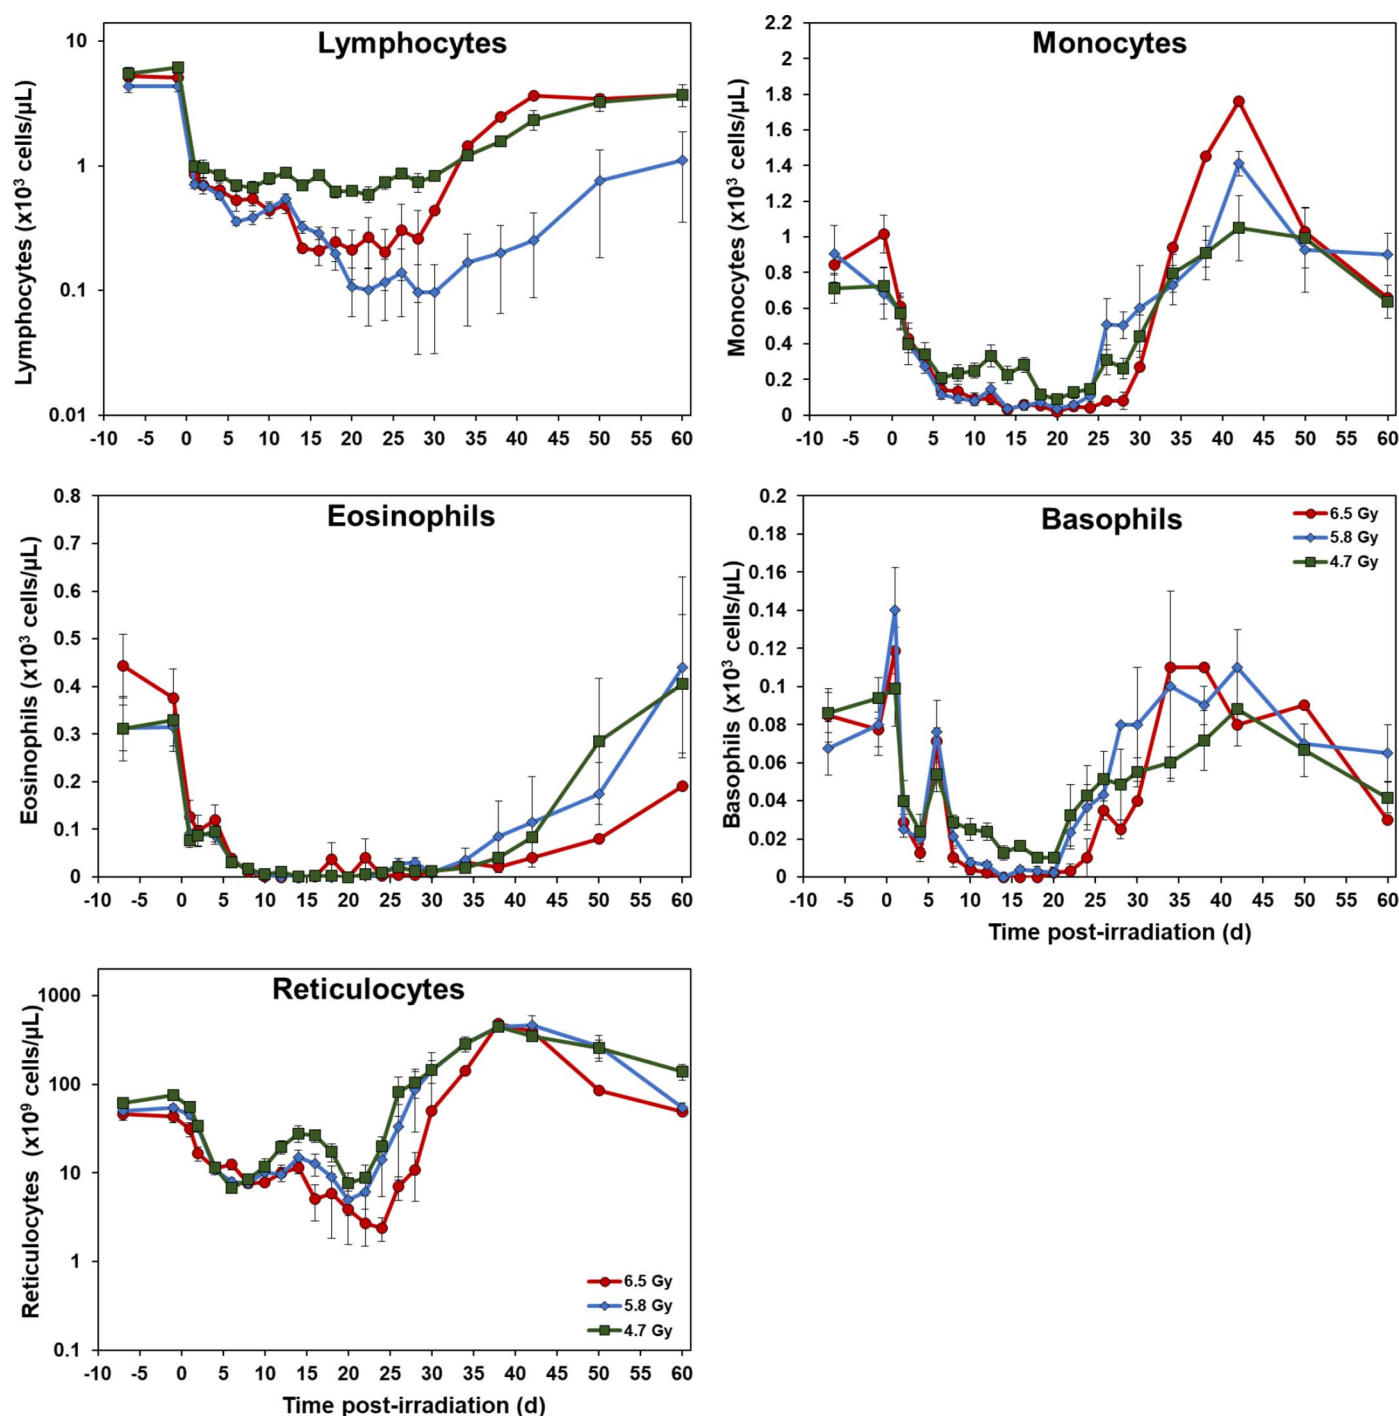 Lymphocytes
Lymphocytes (x10³ cells/µL)
10
1
0.1
0.01
-10 -5 0 5 10 15 20 25 30 35 40 45 50 55 60
Monocytes
Monocytes (x10³ cells/µL)
2.2
2
1.8
1.6
1.4
1.2
1
0.8
0.6
0.4
0.2
0
-10 -5 0 5 10 15 20 25 30 35 40 45 50 55 60
Eosinophils
Eosinophils (x10³ cells/µL)
0.8
0.7
0.6
0.5
0.4
0.3
0.2
0.1
0
-10 -5 0 5 10 15 20 25 30 35 40 45 50 55 60
Basophils
Basophils (x10³ cells/µL)
0.2
0.18
0.16
0.14
0.12
0.1
0.08
0.06
0.04
0.02
0
6.5 Gy
5.8 Gy
4.7 Gy
-10 -5 0 5 10 15 20 25 30 35 40 45 50 55 60
Time post-irradiation (d)
Reticulocytes
Reticulocytes (x10⁹ cells/µL)
1000
100
10
1
0.1
6.5 Gy
5.8 Gy
4.7 Gy
-10 -5 0 5 10 15 20 25 30 35 40 45 50 55 60
Time post-irradiation (d)